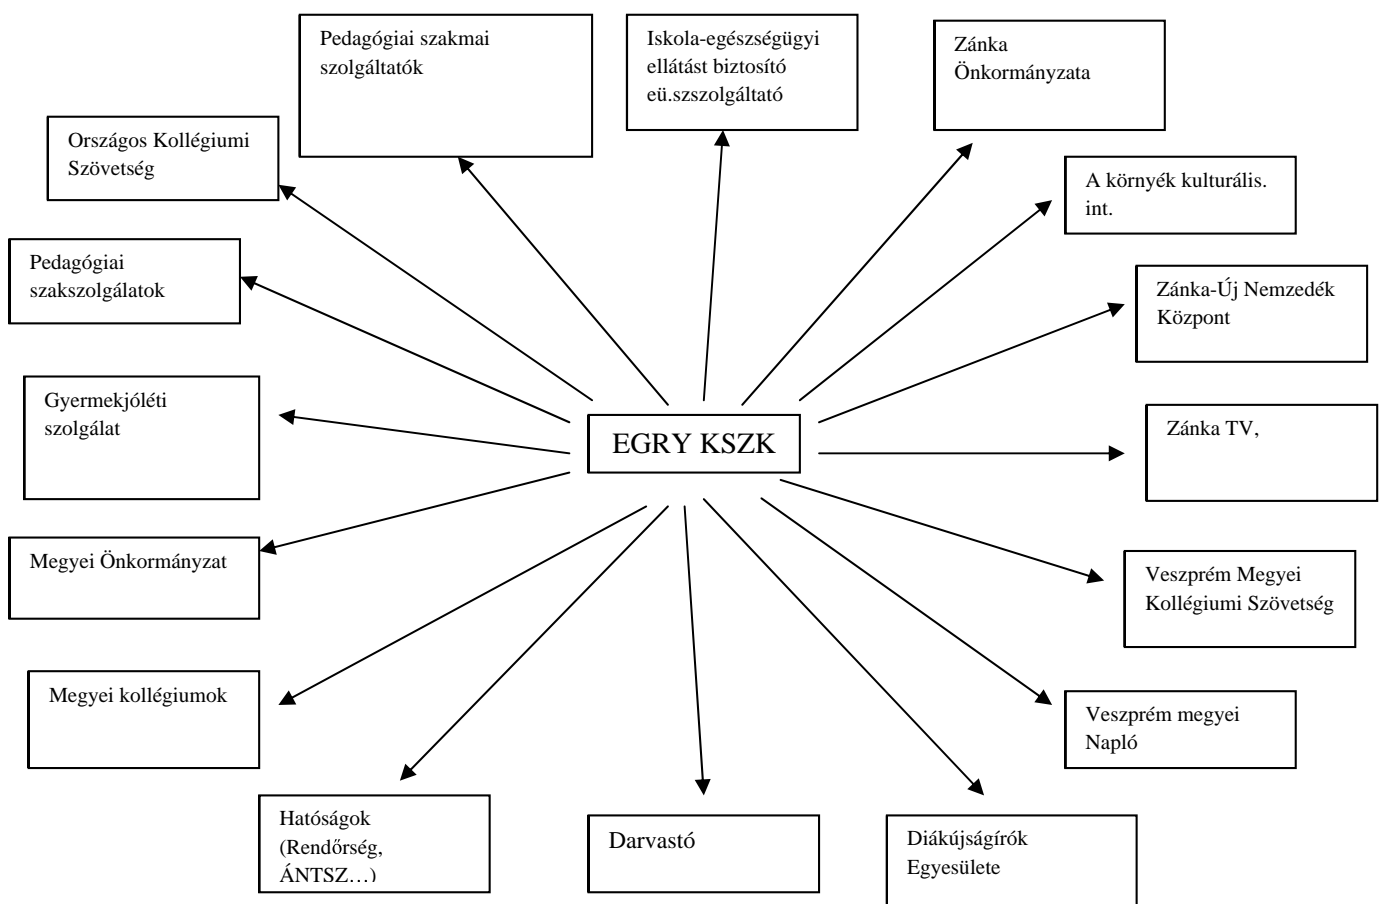 Pedagógiai szakmai
szolgáltatók
Iskola-egészségügyi
ellátást biztosító
eü.szszolgáltató
Zánka
Önkormányzata
Országos Kollégiumi
Szövetség
A környék kulturális.
int.
Pedagógiai
szakszolgálatok
Zánka-Új Nemzedék
Központ
Gyermekjóléti
szolgálat
EGRY KSZK
Zánka TV,
Megyei Önkormányzat
Veszprém Megyei
Kollégiumi Szövetség
Megyei kollégiumok
Veszprém megyei
Napló
Hatóságok
(Rendőrség,
ÁNTSZ…)
Darvastó
Diákújságírók
Egyesülete